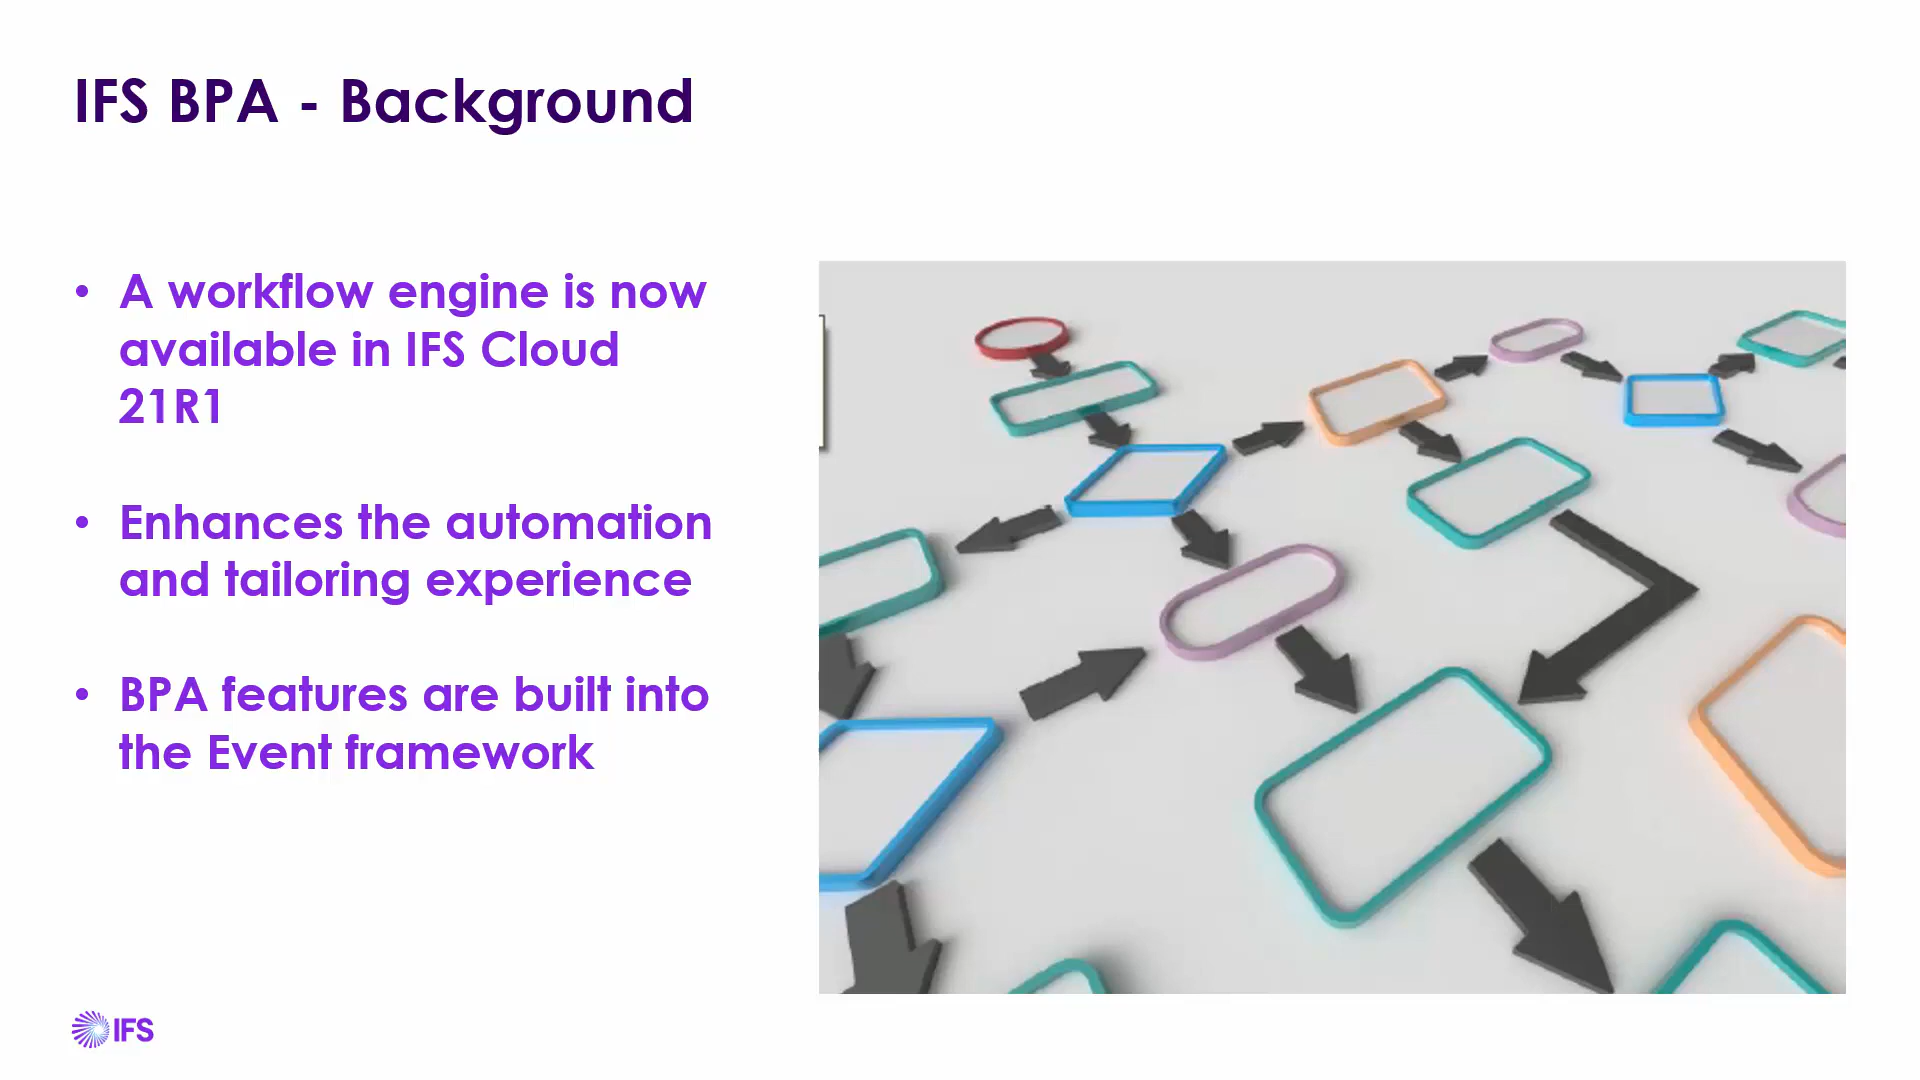 IFS BPA - Background
• A workflow engine is now
available in IFS Cloud
21R1
• Enhances the automation
and tailoring experience
• BPA features are built into
the Event framework
IFS